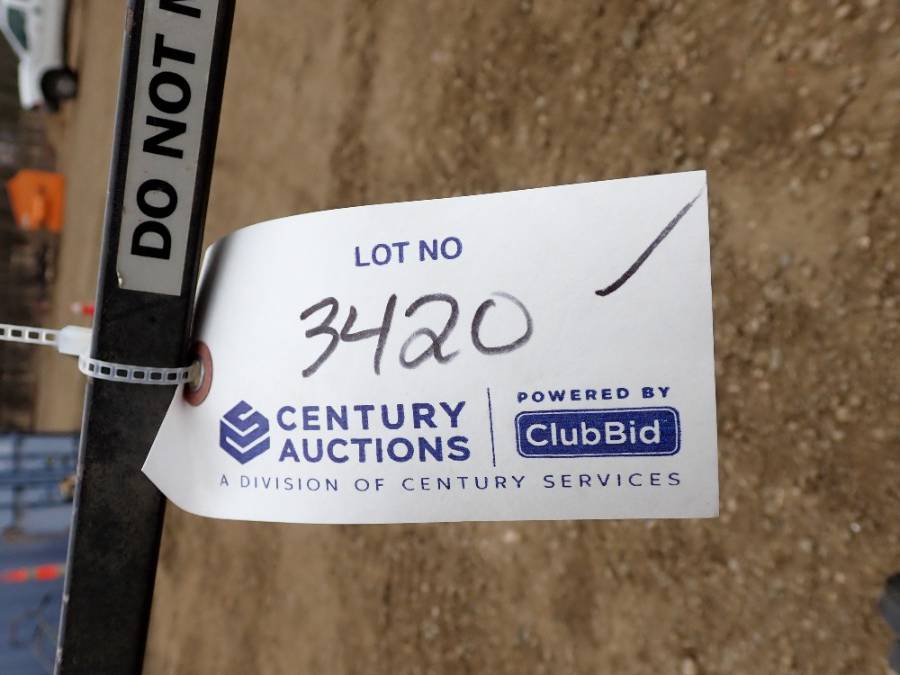 DO NOT
LOT NO
3420
CENTURY
AUCTIONS
A DIVISION OF CENTURY SERVICES
POWERED BY
ClubBid